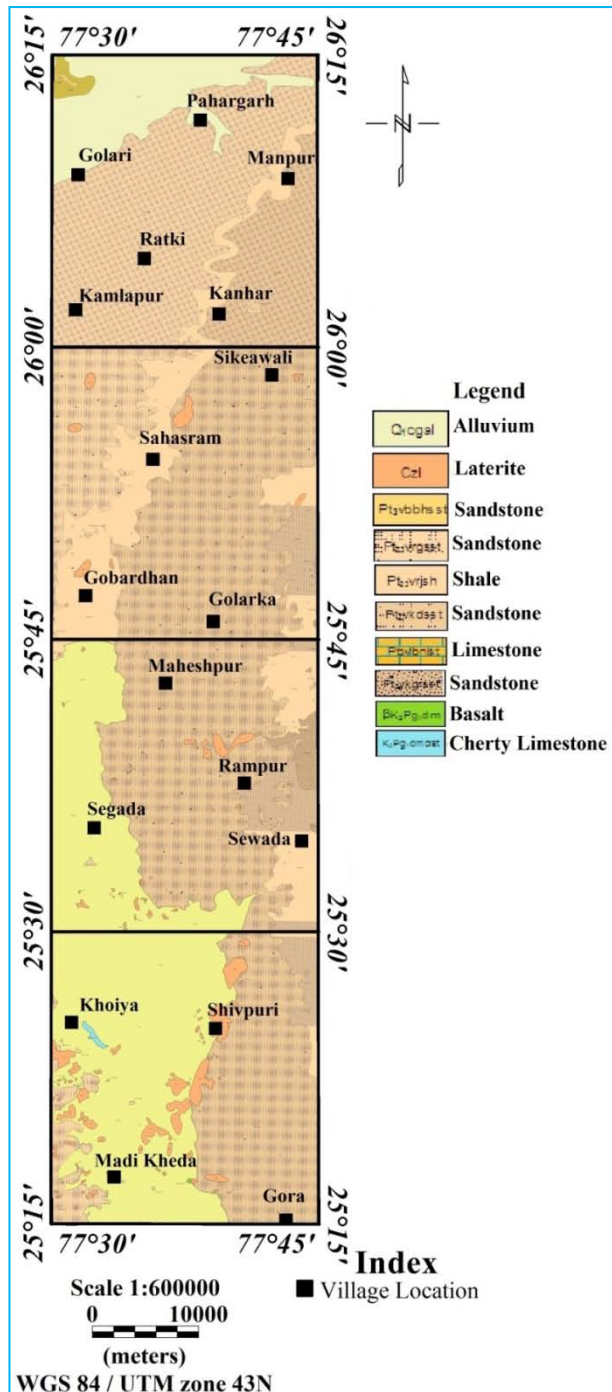 77°30' 77°45'
26°15' 26°15'
Pahargarh
Golari Manpur
Ratki
Kamlapur Kanhar
26°00' 26°00'
Sikeawali
Sahasram
Gobardhan
Golarka
25°45' 25°45'
Maheshpur
Rampur
Segada
Sewada
25°30' 25°30'
Khoiya Shivpuri
Madi Kheda
Gora
25°15' 25°15'
77°30' 77°45'
N
Legend
Alluvium
Czl Laterite
Sandstone
Sandstone
Shale
Sandstone
Limestone
Sandstone
Basalt
Cherty Limestone
Index
Village Location
Scale 1:600000
0 10000
(meters)
WGS 84 / UTM zone 43N